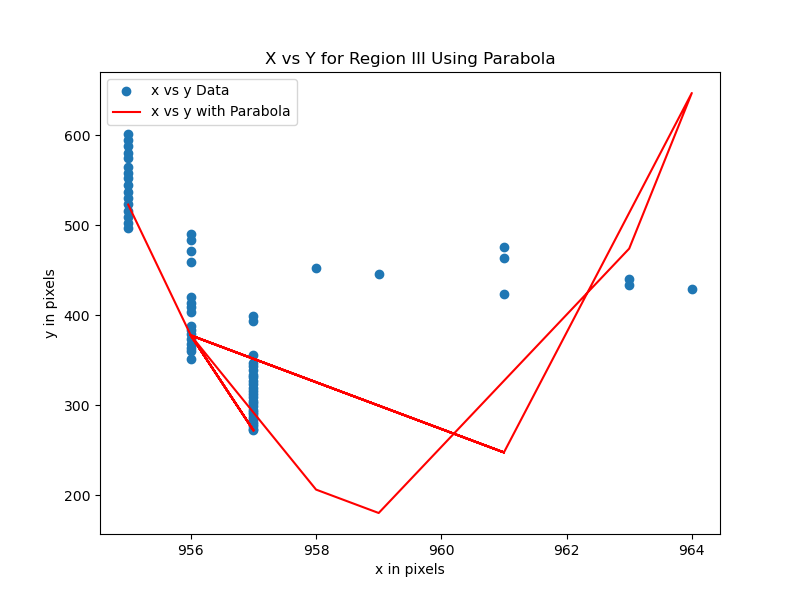 X vs Y for Region III Using Parabola
x vs y Data
x vs y with Parabola
600
500
400
300
200
y in pixels
956
958
960
962
964
x in pixels